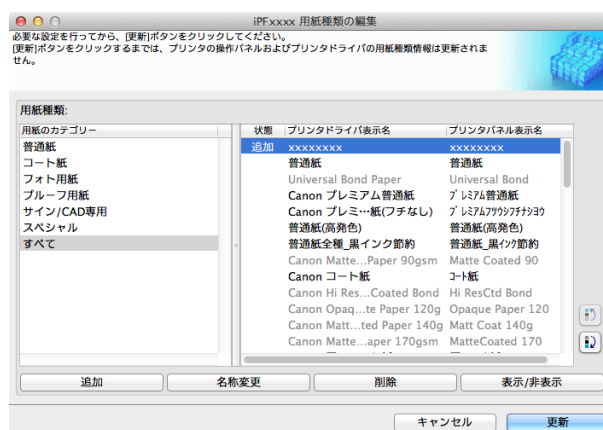 iPFxxxx 用紙種類の編集
必要な設定を行ってから、[更新]ボタンをクリックしてください。
[更新]ボタンをクリックするまでは、プリンタの操作パネルおよびプリンタドライバの用紙種類情報は更新されま
せん。
用紙種類:
用紙のカテゴリー
普通紙
コート紙
フォト用紙
プルーフ用紙
サイン/CAD専用
スペシャル
すべて
状態 プリンタドライバ表示名 プリンタパネル表示名
追加 xxxxxxxx xxxxxxxx
普通紙 普通紙
Universal Bond Paper Universal Bond
Canon プレミアム普通紙 プレミアム普通紙
Canon プレミ…紙(フチなし) プレミアムフツウシフチナシヨウ
普通紙(高発色) 普通紙(高発色)
普通紙全種_黒インク節約 普通紙_黒インク節約
Canon Matte...Paper 90gsm Matte Coated 90
Canon コート紙 コート紙
Canon Hi Res...Coated Bond Hi ResCtd Bond
Canon Opaq...te Paper 120g Opaque Paper 120
Canon Matt...ted Paper 140g Matt Coat 140g
Canon Matte...aper 170gsm MatteCoated 170
追加 名称変更 削除 表示/非表示
キャンセル 更新